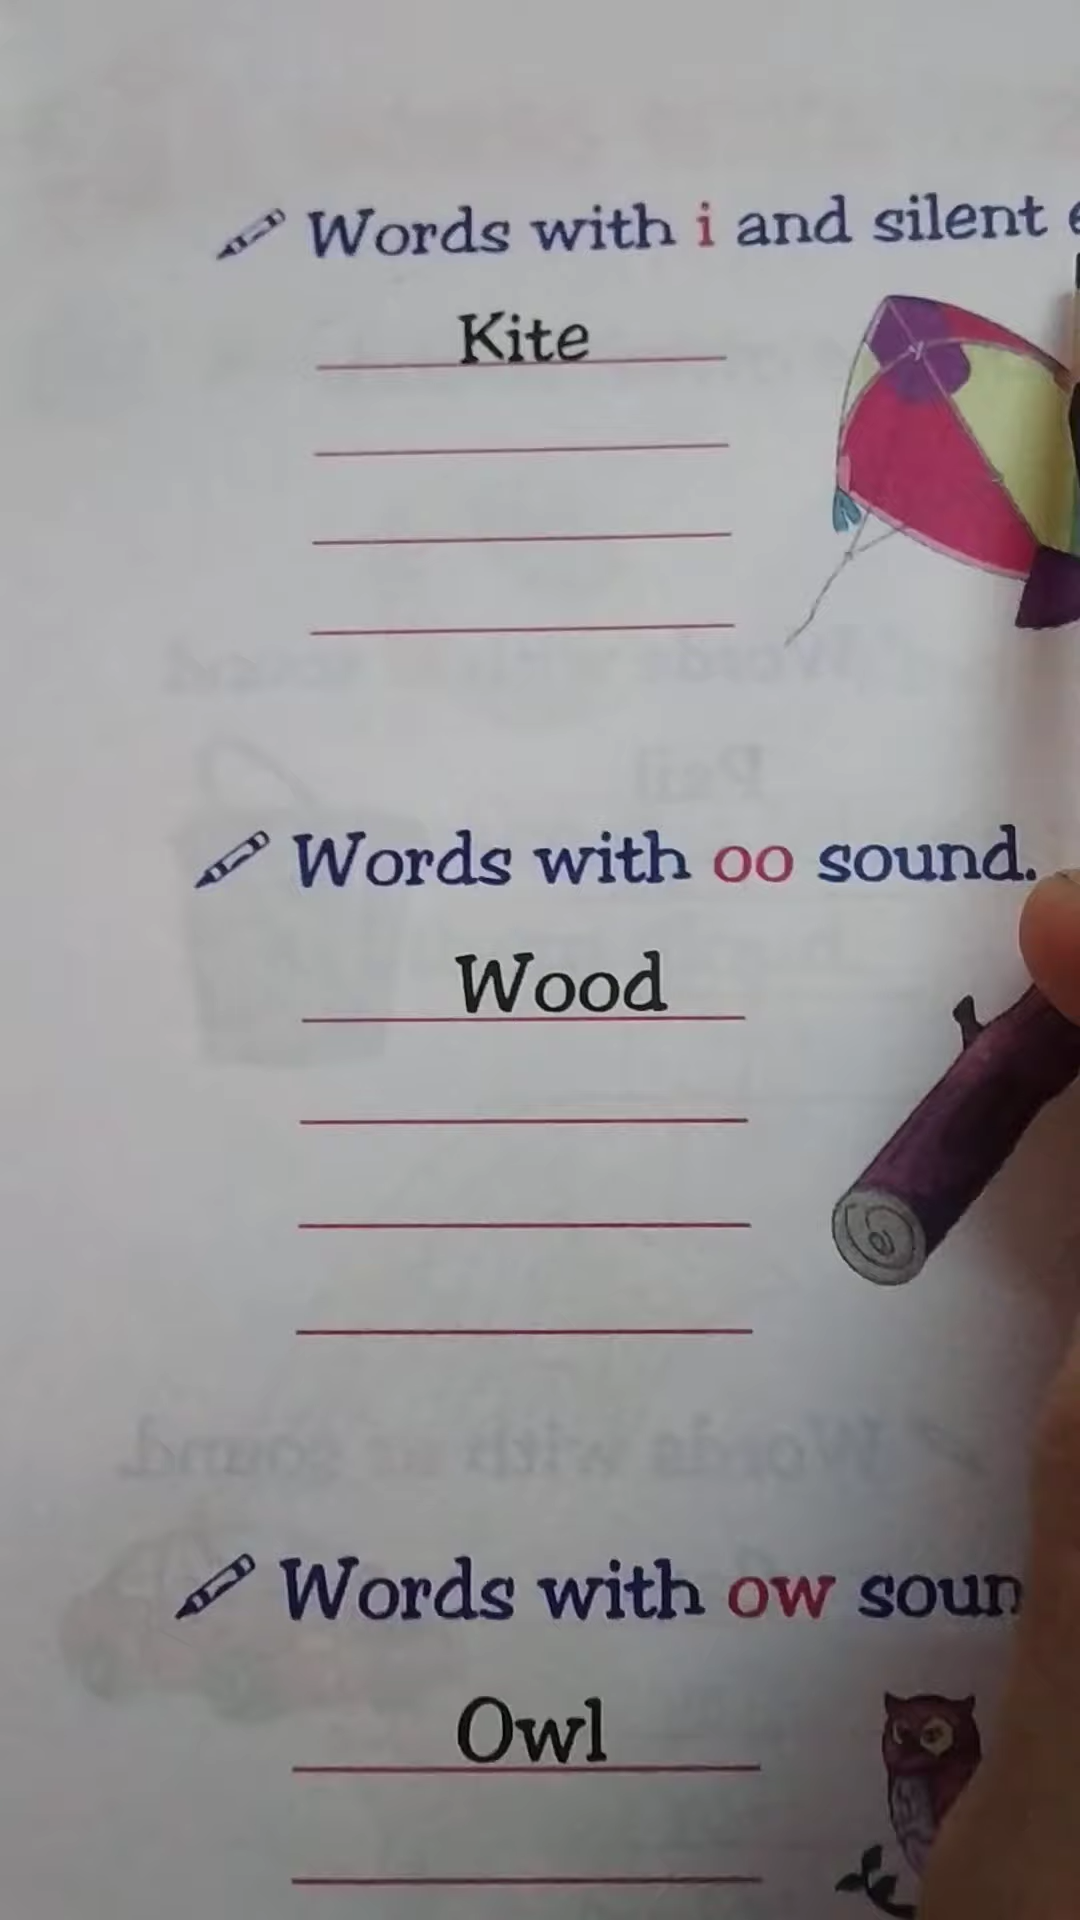 Words with i and silent e
Kite
Words with oo sound.
Wood
Words with ow soun
Owl